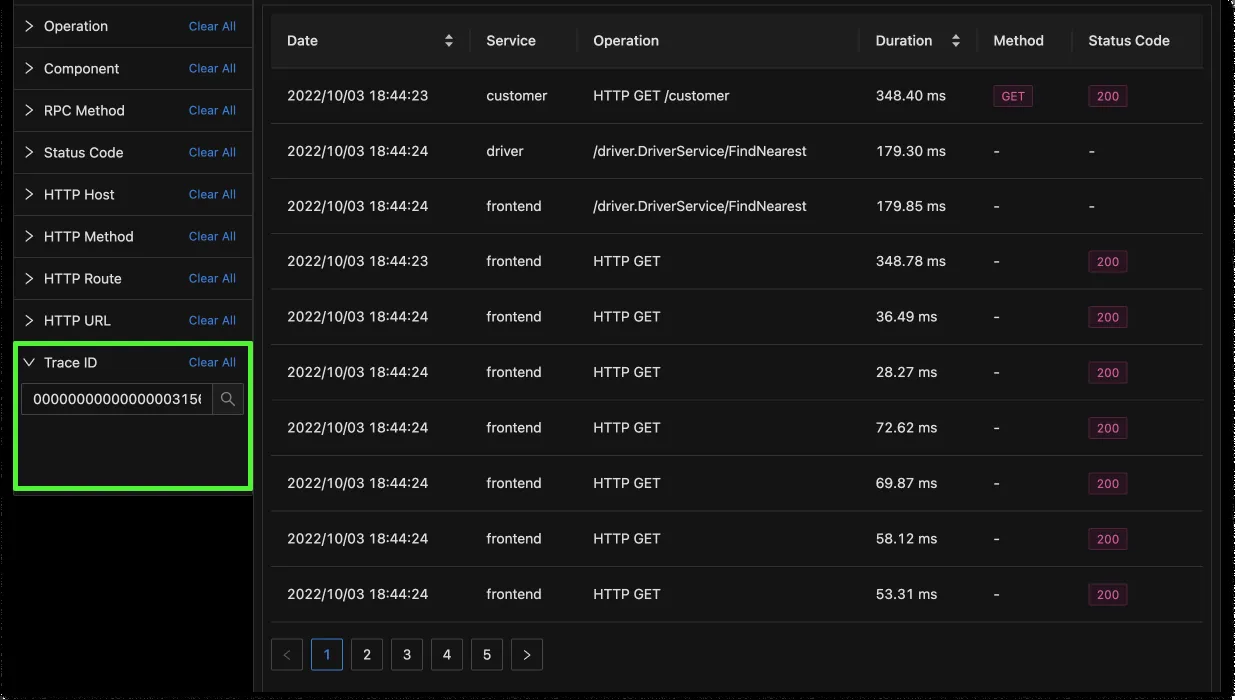 Operation Clear All
Component Clear All
RPC Method Clear All
Status Code Clear All
HTTP Host Clear All
HTTP Method Clear All
HTTP Route Clear All
HTTP URL Clear All
Trace ID Clear All
00000000000000003156
Date Service Operation Duration Method Status Code
2022/10/03 18:44:23 customer HTTP GET /customer 348.40 ms GET 200
2022/10/03 18:44:24 driver /driver.DriverService/FindNearest 179.30 ms - -
2022/10/03 18:44:24 frontend /driver.DriverService/FindNearest 179.85 ms - -
2022/10/03 18:44:23 frontend HTTP GET 348.78 ms - 200
2022/10/03 18:44:24 frontend HTTP GET 36.49 ms - 200
2022/10/03 18:44:24 frontend HTTP GET 28.27 ms - 200
2022/10/03 18:44:24 frontend HTTP GET 72.62 ms - 200
2022/10/03 18:44:24 frontend HTTP GET 69.87 ms - 200
2022/10/03 18:44:24 frontend HTTP GET 58.12 ms - 200
2022/10/03 18:44:24 frontend HTTP GET 53.31 ms - 200
< 1 2 3 4 5 >